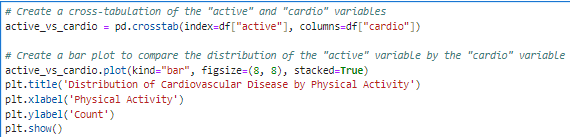 # Create a cross-tabulation of the "active" and "cardio" variables
active_vs_cardio = pd.crosstab(index=df["active"], columns=df["cardio"])
# Create a bar plot to compare the distribution of the "active" variable by the "cardio" variable
active_vs_cardio.plot(kind="bar", figsize=(8, 8), stacked=True)
plt.title('Distribution of Cardiovascular Disease by Physical Activity')
plt.xlabel('Physical Activity')
plt.ylabel('Count')
plt.show()